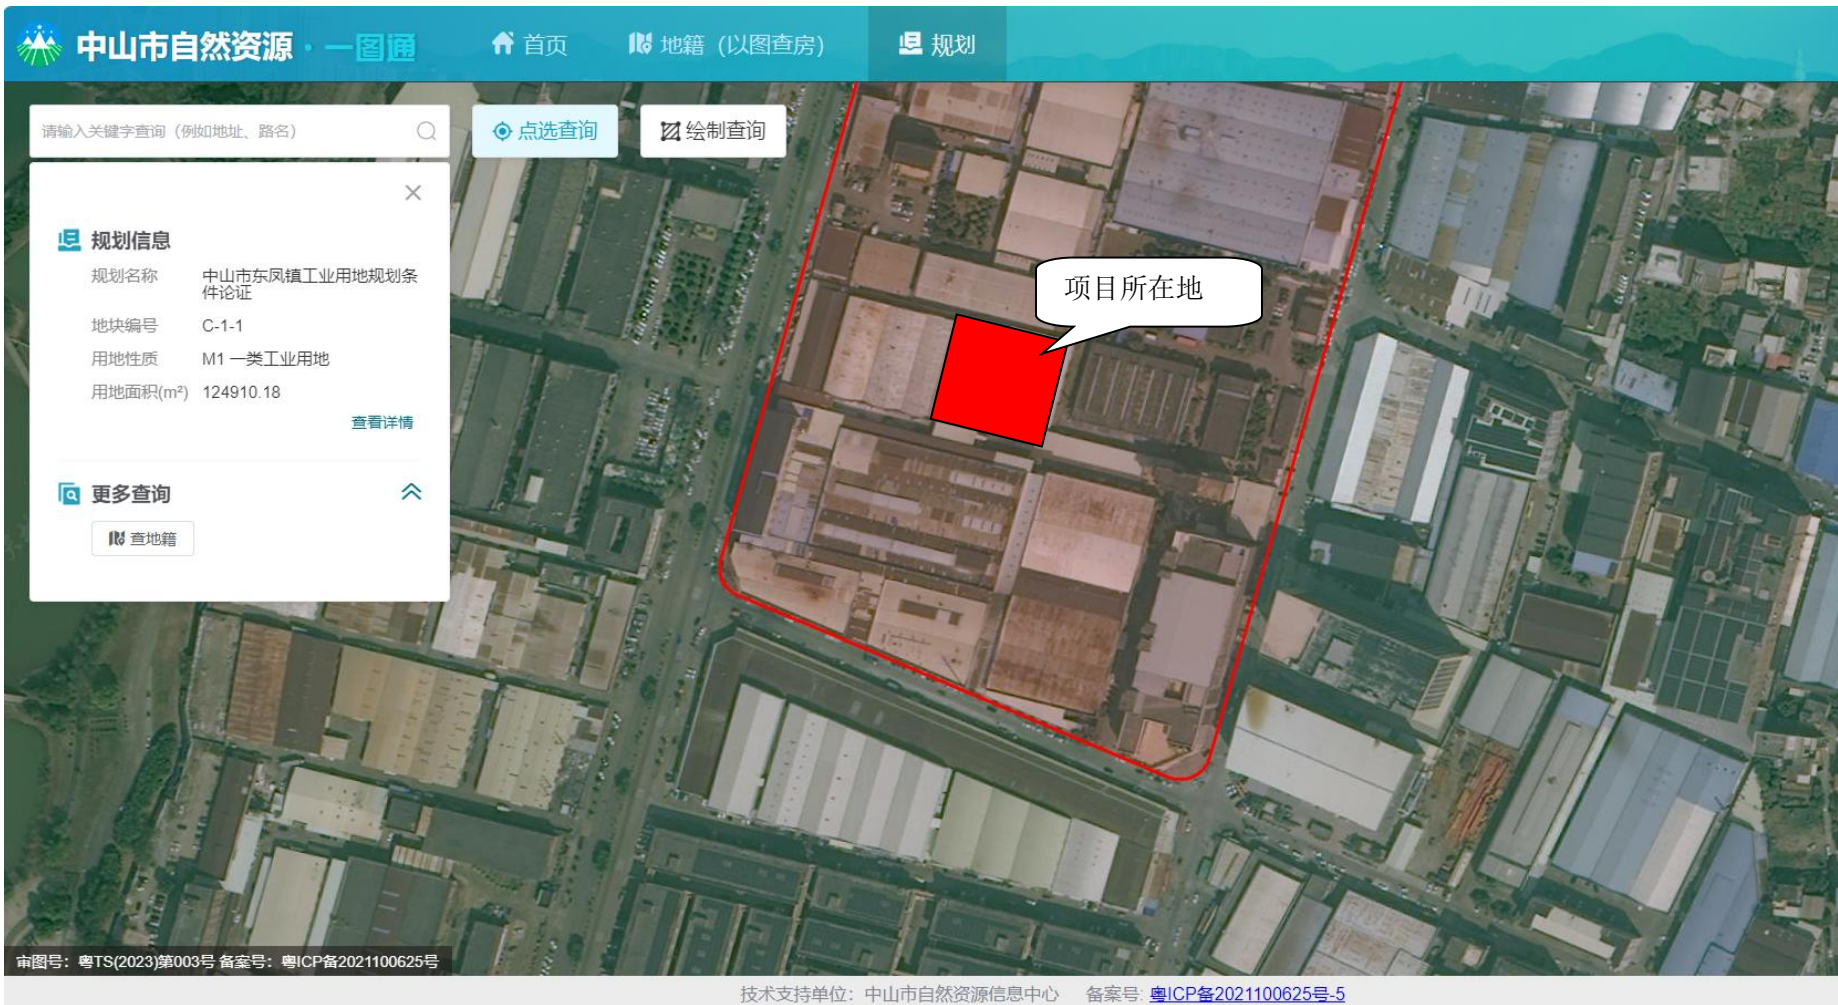 中山市自然资源·一图通
首页
地籍（以图查房）
规划
请输入关键字查询（例如地址、路名）
点选查询
绘制查询
规划信息
规划名称 中山市东凤镇工业用地规划条
件论证
地块编号 C-1-1
用地性质 M1 一类工业用地
用地面积(m²) 124910.18
查看详情
更多查询
查地籍
项目所在地
审图号：粤TS(2023)第003号 备案号：粤ICP备2021100625号
技术支持单位：中山市自然资源信息中心 备案号: 粤ICP备2021100625号-5